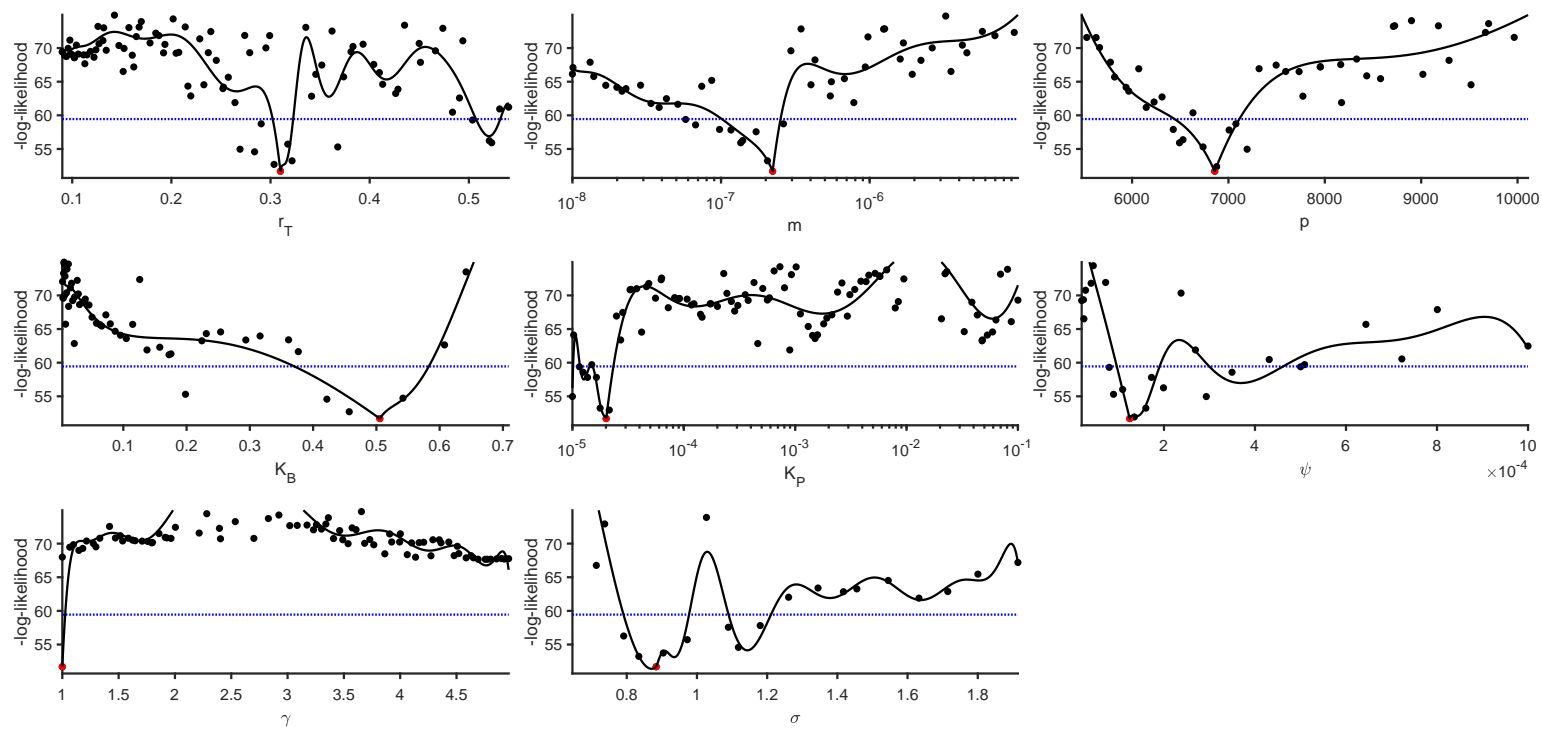 -log-likelihood
70
65
60
55
0.1 0.2 0.3 0.4 0.5
r_T
-log-likelihood
70
65
60
55
10^-8 10^-7 10^-6
m
-log-likelihood
70
65
60
55
6000 7000 8000 9000 10000
p
-log-likelihood
70
65
60
55
0.1 0.2 0.3 0.4 0.5 0.6 0.7
K_B
-log-likelihood
70
65
60
55
10^-5 10^-4 10^-3 10^-2 10^-1
K_P
-log-likelihood
70
65
60
55
2 4 6 8 10
ψ
×10^-4
-log-likelihood
70
65
60
55
1 1.5 2 2.5 3 3.5 4 4.5
γ
-log-likelihood
70
65
60
55
0.8 1 1.2 1.4 1.6 1.8
σ